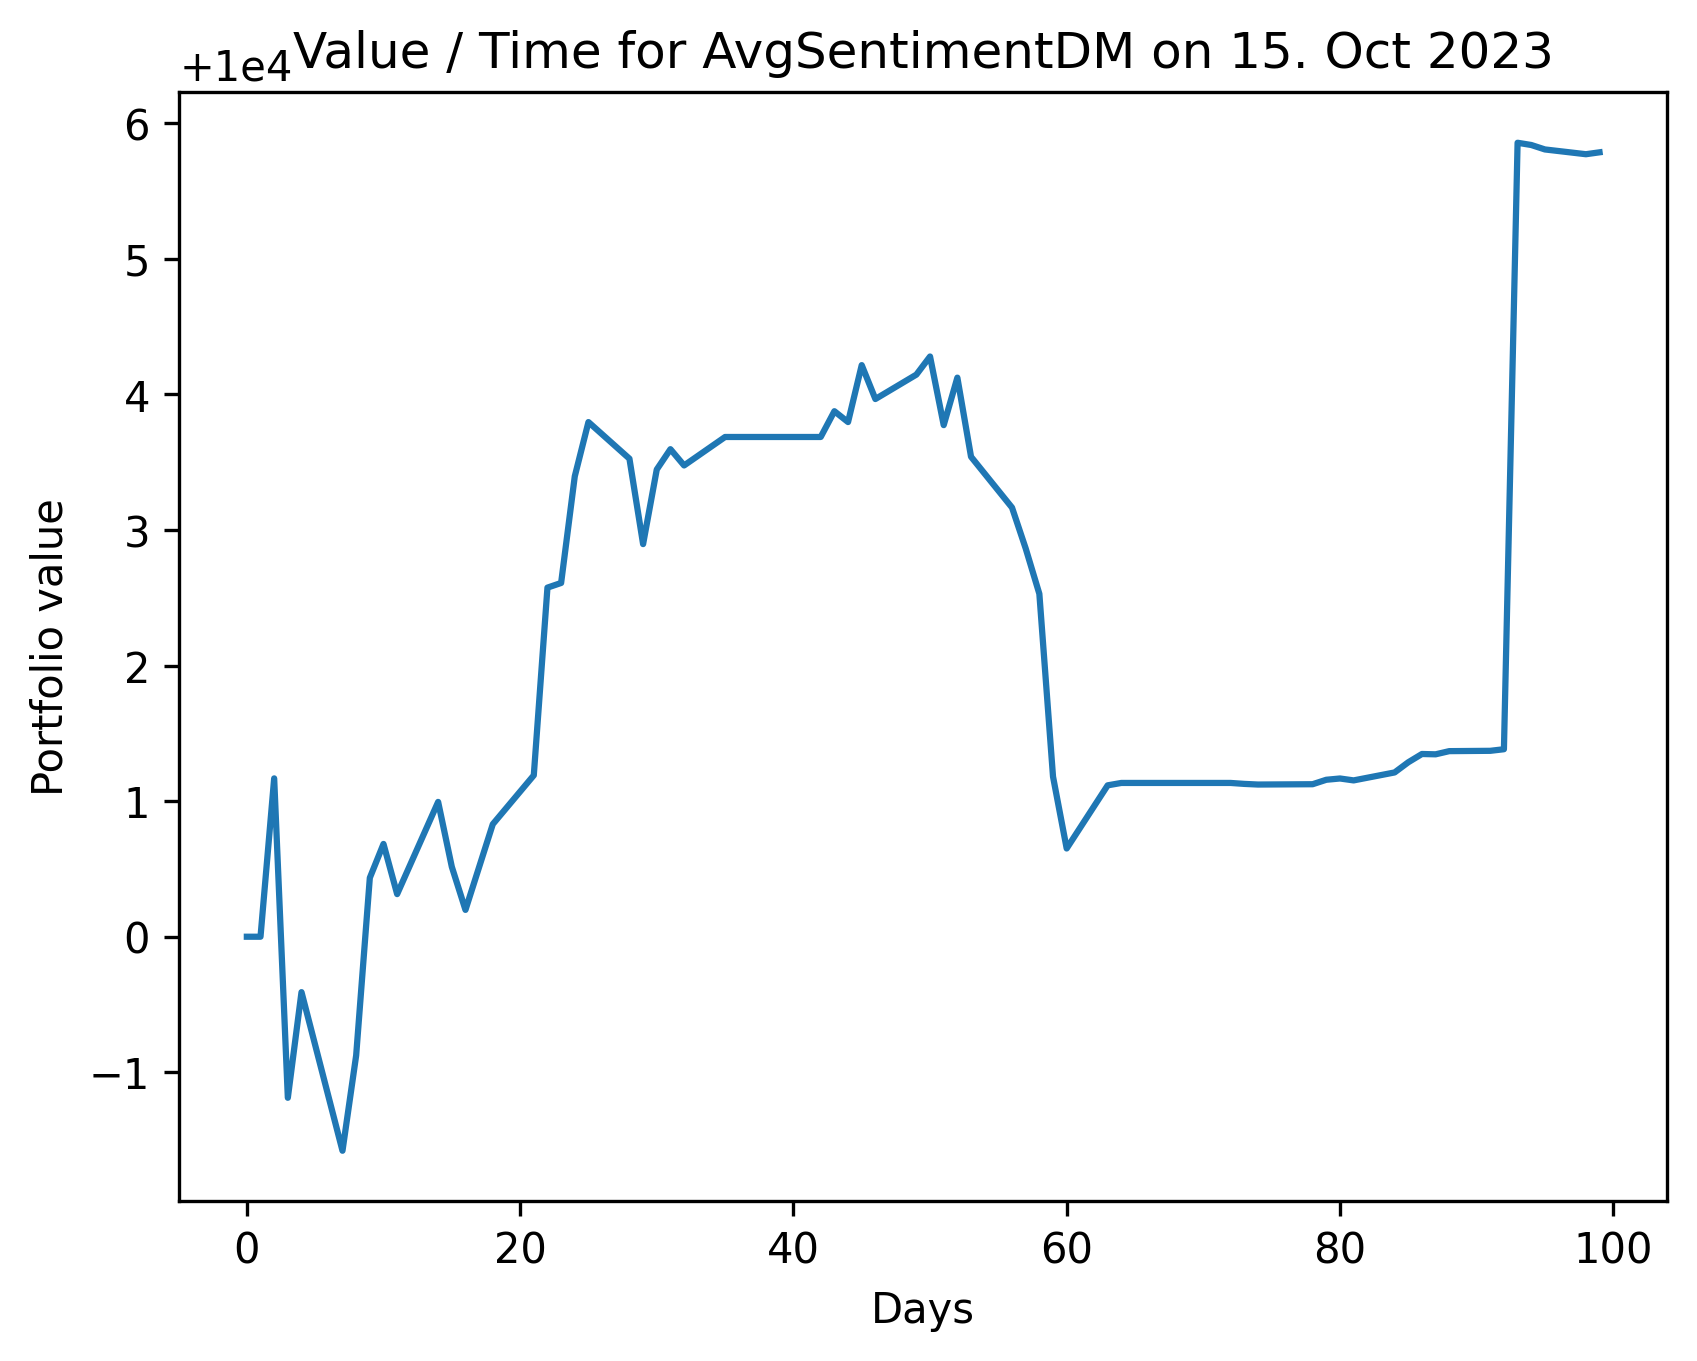 Value / Time for AvgSentimentDM on 15. Oct 2023
+1e4
6
5
4
3
2
1
0
−1
Portfolio value
0 20 40 60 80 100
Days